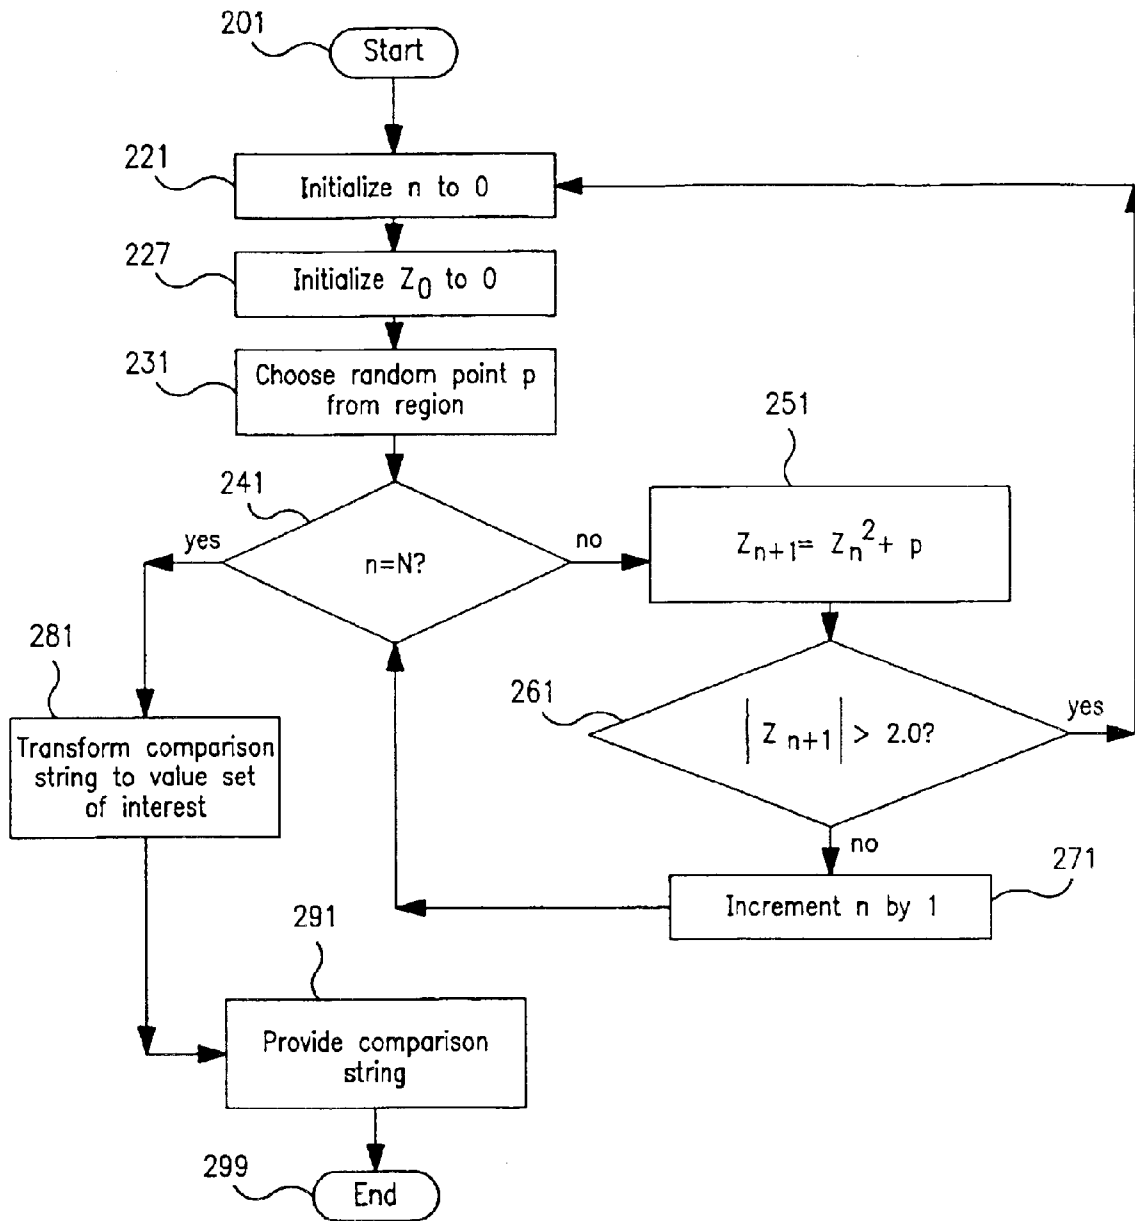 201
Start
221
Initialize n to 0
227
Initialize Z0 to 0
231
Choose random point p
from region
241
yes
n=N?
no
251
Zn+1= Zn2+ p
261
|Z n+1| > 2.0?
yes
no
271
Increment n by 1
281
Transform comparison
string to value set
of interest
291
Provide comparison
string
299
End